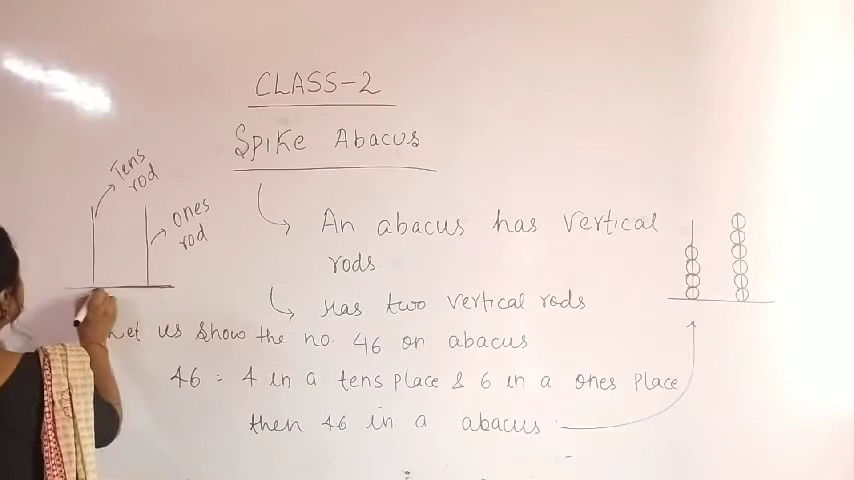 CLASS-2
Spike Abacus
Tens
rod
ones
rod
An abacus has vertical
rods
Has two vertical rods
Let us show the no. 46 on abacus
46 : 4 in a tens place & 6 in a ones place
then 46 in a abacus